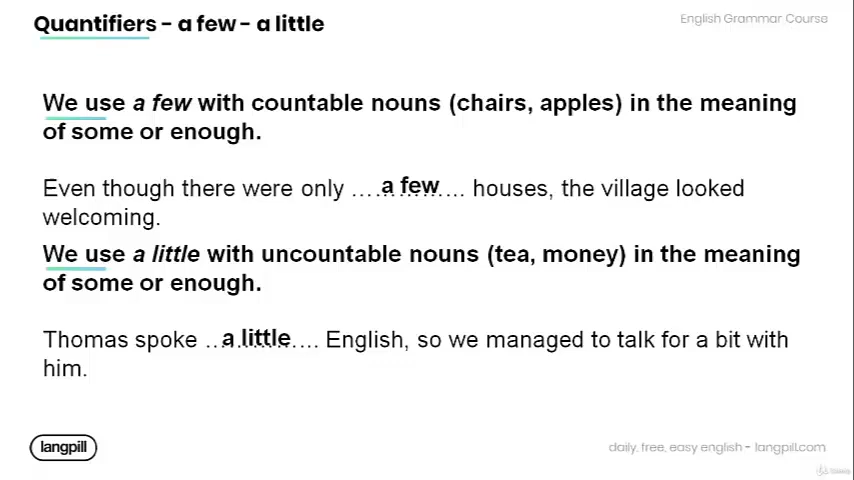 Quantifiers - a few - a little
English Grammar Course
We use a few with countable nouns (chairs, apples) in the meaning
of some or enough.
Even though there were only ...a few... houses, the village looked
welcoming.
We use a little with uncountable nouns (tea, money) in the meaning
of some or enough.
Thomas spoke ..a little.... English, so we managed to talk for a bit with
him.
langpill
daily, free, easy english - langpill.com